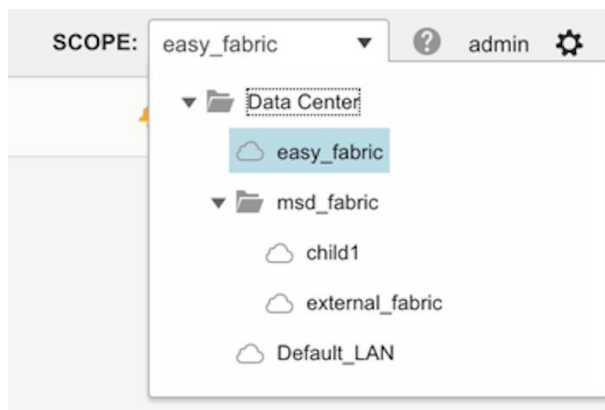 SCOPE: easy_fabric admin
Data Center
easy_fabric
msd_fabric
child1
external_fabric
Default_LAN